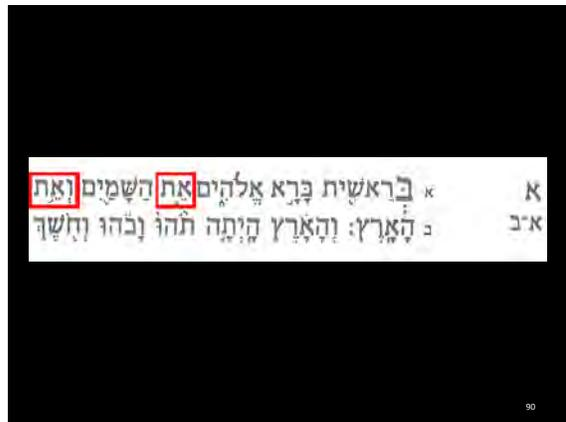 א א בְּרֵאשִׁית בָּרָא אֱלֹהִים אֵת הַשָּׁמַיִם וְאֵת
א־ב ב הָאָרֶץ: וְהָאָרֶץ הָיְתָה תֹהוּ וָבֹהוּ וְחֹשֶׁךְ
90